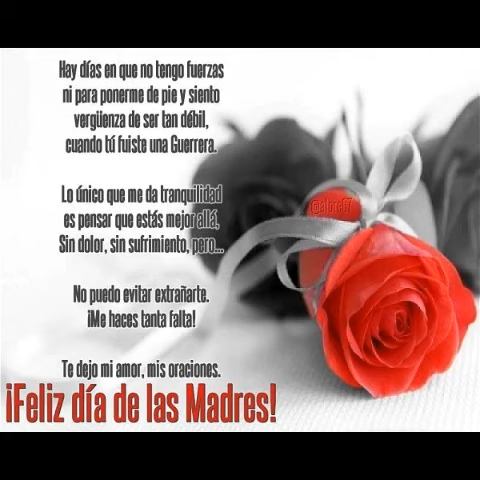 Hay días en que no tengo fuerzas
ni para ponerme de pie y siento
vergüenza de ser tan débil,
cuando tú fuiste una Guerrera.
Lo único que me da tranquilidad
es pensar que estás mejor allá,
Sin dolor, sin sufrimiento, pero...
No puedo evitar extrañarte.
¡Me haces tanta falta!
Te dejo mi amor, mis oraciones.
¡Feliz día de las Madres!